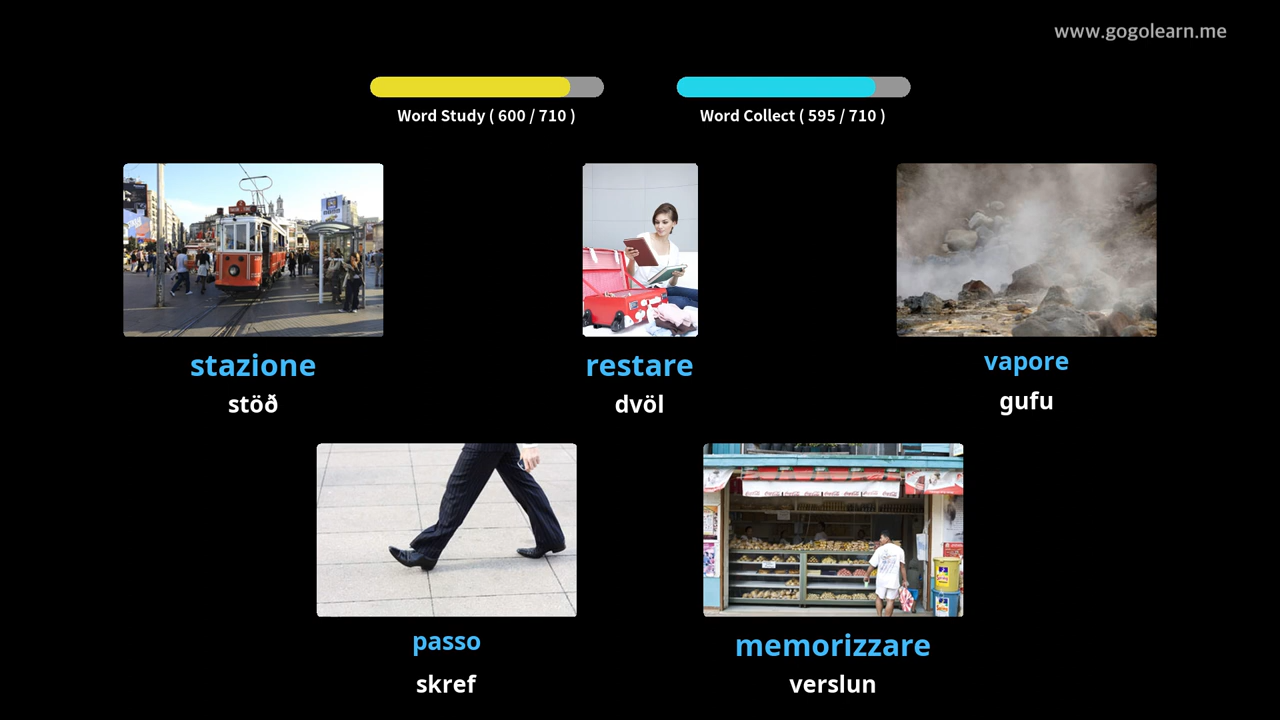 www.gogolearn.me
Word Study ( 600 / 710 )
Word Collect ( 595 / 710 )
stazione
stöð
restare
dvöl
vapore
gufu
passo
skref
memorizzare
verslun